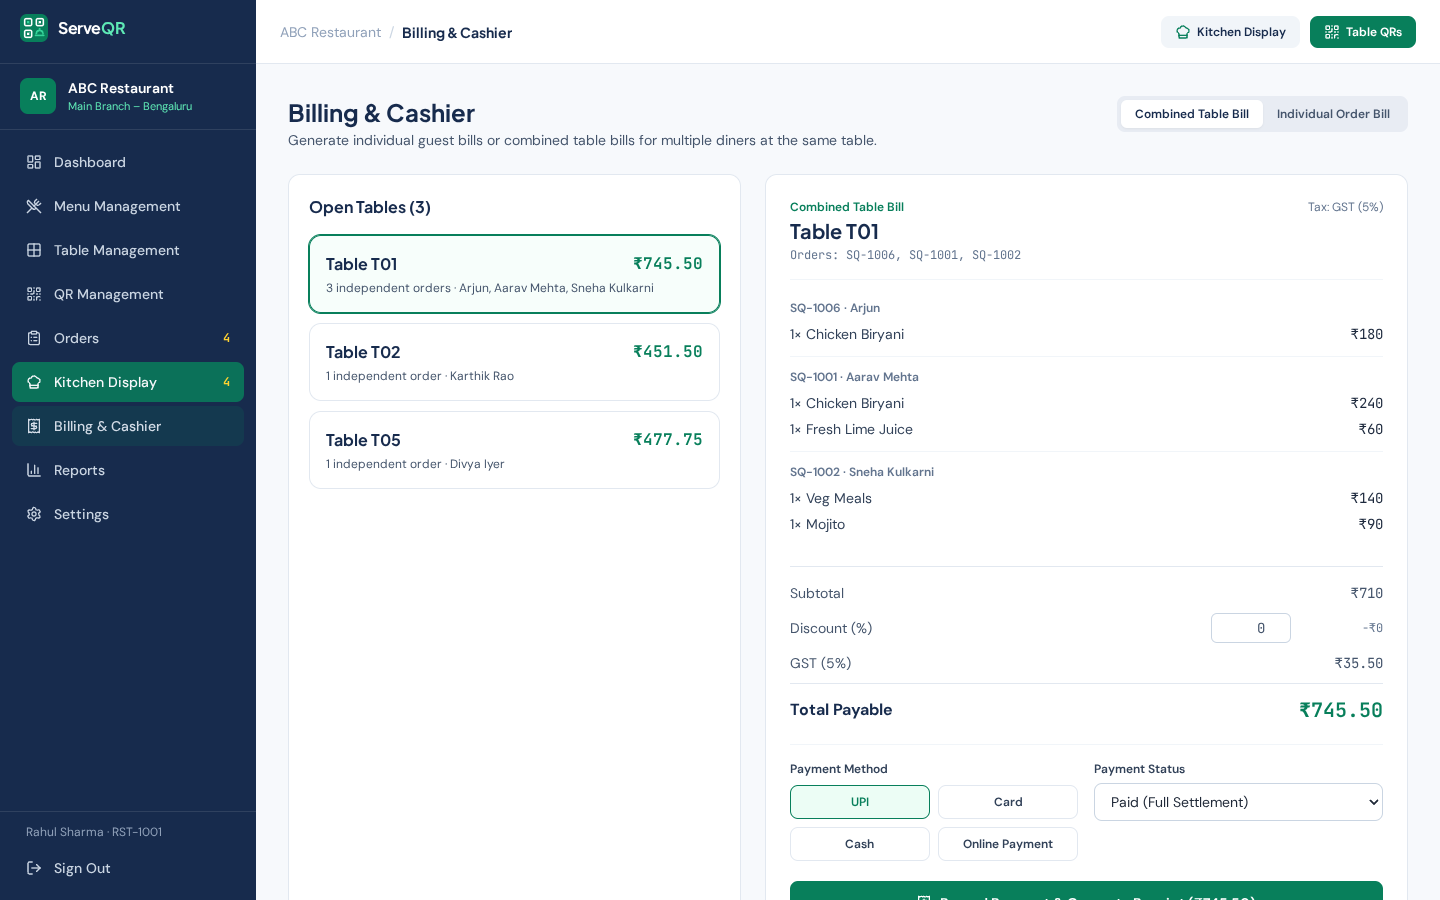 ServeQR
AR
ABC Restaurant
Main Branch – Bengaluru
Dashboard
Menu Management
Table Management
QR Management
Orders 4
Kitchen Display 4
Billing & Cashier
Reports
Settings
Rahul Sharma · RST-1001
Sign Out
ABC Restaurant / Billing & Cashier
Kitchen Display
Table QRs
Billing & Cashier
Generate individual guest bills or combined table bills for multiple diners at the same table.
Combined Table Bill
Individual Order Bill
Open Tables (3)
Table T01 ₹745.50
3 independent orders · Arjun, Aarav Mehta, Sneha Kulkarni
Table T02 ₹451.50
1 independent order · Karthik Rao
Table T05 ₹477.75
1 independent order · Divya Iyer
Combined Table Bill Tax: GST (5%)
Table T01
Orders: SQ-1006, SQ-1001, SQ-1002
SQ-1006 · Arjun
1× Chicken Biryani ₹180
SQ-1001 · Aarav Mehta
1× Chicken Biryani ₹240
1× Fresh Lime Juice ₹60
SQ-1002 · Sneha Kulkarni
1× Veg Meals ₹140
1× Mojito ₹90
Subtotal ₹710
Discount (%) 0 -₹0
GST (5%) ₹35.50
Total Payable ₹745.50
Payment Method
UPI
Card
Cash
Online Payment
Payment Status
Paid (Full Settlement)